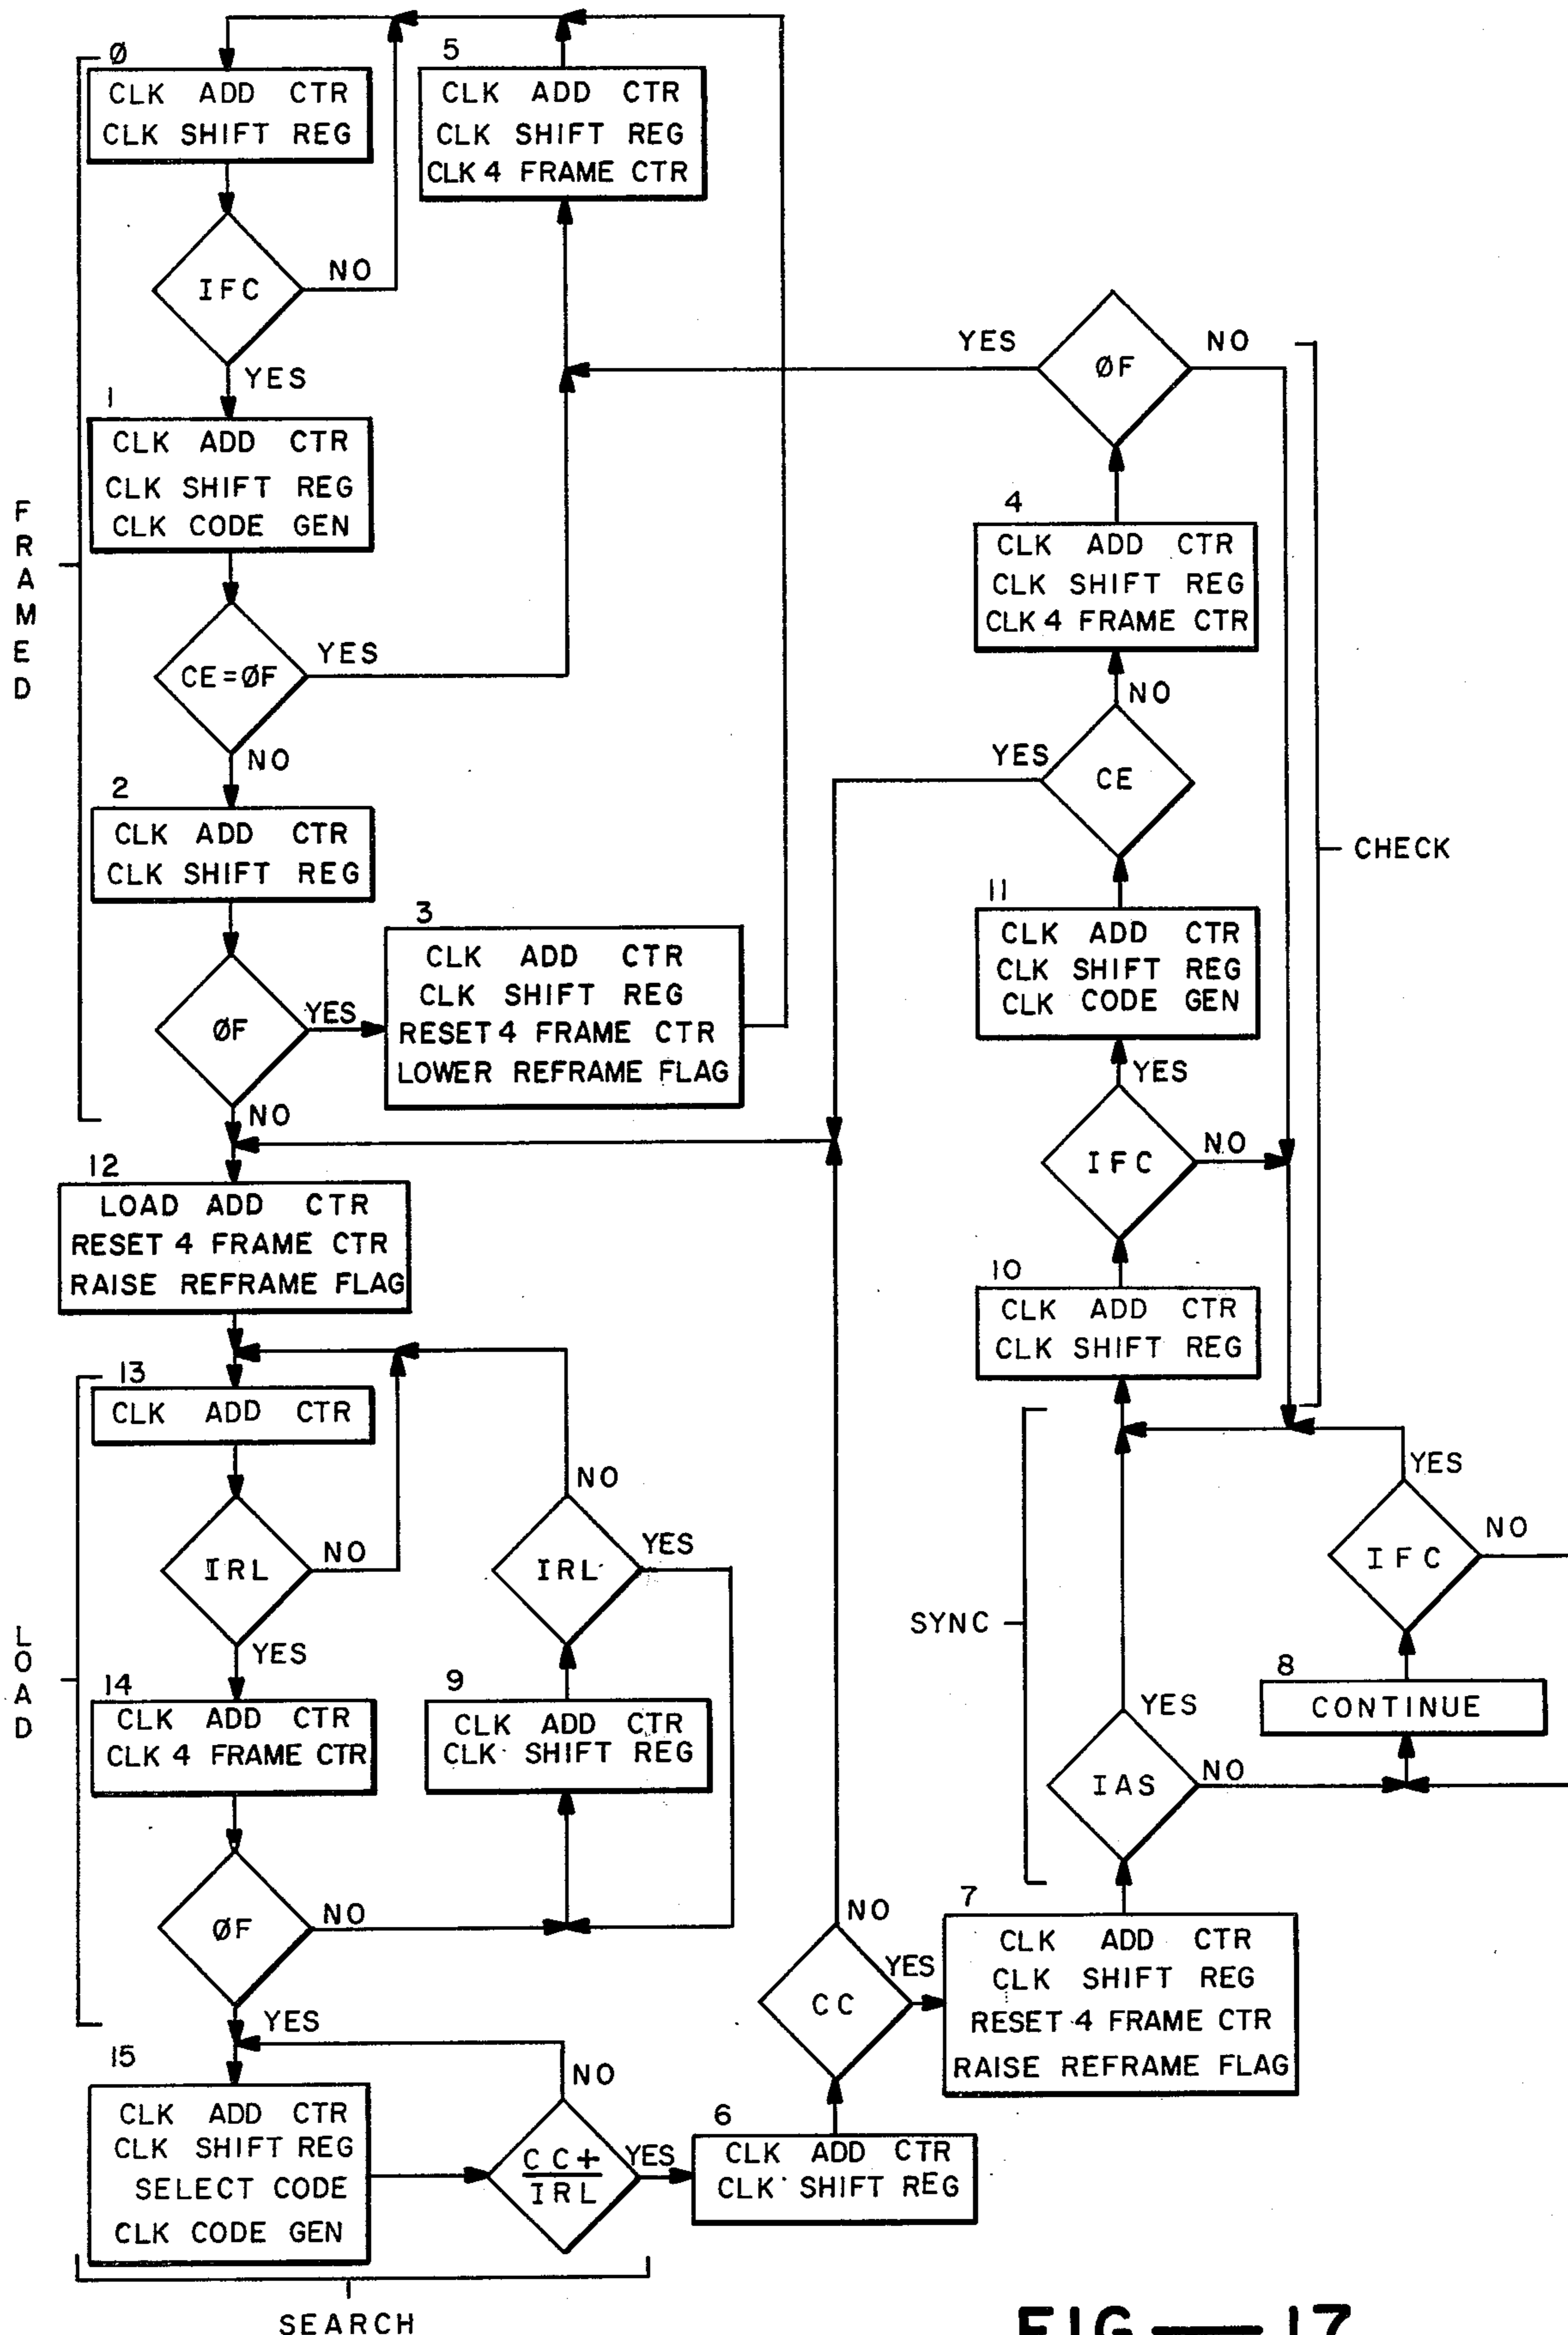 Ø
CLK ADD CTR
CLK SHIFT REG
5
CLK ADD CTR
CLK SHIFT REG
CLK 4 FRAME CTR
IFC
NO
YES
1
CLK ADD CTR
CLK SHIFT REG
CLK CODE GEN
FRAMED
CE=ØF
YES
NO
2
CLK ADD CTR
CLK SHIFT REG
ØF
YES
NO
3
CLK ADD CTR
CLK SHIFT REG
RESET 4 FRAME CTR
LOWER REFRAME FLAG
12
LOAD ADD CTR
RESET 4 FRAME CTR
RAISE REFRAME FLAG
13
CLK ADD CTR
IRL
NO
YES
LOAD
14
CLK ADD CTR
CLK 4 FRAME CTR
ØF
NO
YES
9
CLK ADD CTR
CLK SHIFT REG
IRL
NO
YES
15
CLK ADD CTR
CLK SHIFT REG
SELECT CODE
CLK CODE GEN
CC+
IRL
NO
YES
SEARCH
6
CLK ADD CTR
CLK SHIFT REG
CC
NO
YES
7
CLK ADD CTR
CLK SHIFT REG
RESET 4 FRAME CTR
RAISE REFRAME FLAG
IAS
YES
NO
SYNC
8
CONTINUE
IFC
YES
NO
10
CLK ADD CTR
CLK SHIFT REG
IFC
YES
NO
11
CLK ADD CTR
CLK SHIFT REG
CLK CODE GEN
CE
YES
NO
4
CLK ADD CTR
CLK SHIFT REG
CLK 4 FRAME CTR
ØF
YES
NO
CHECK
FIG — 17